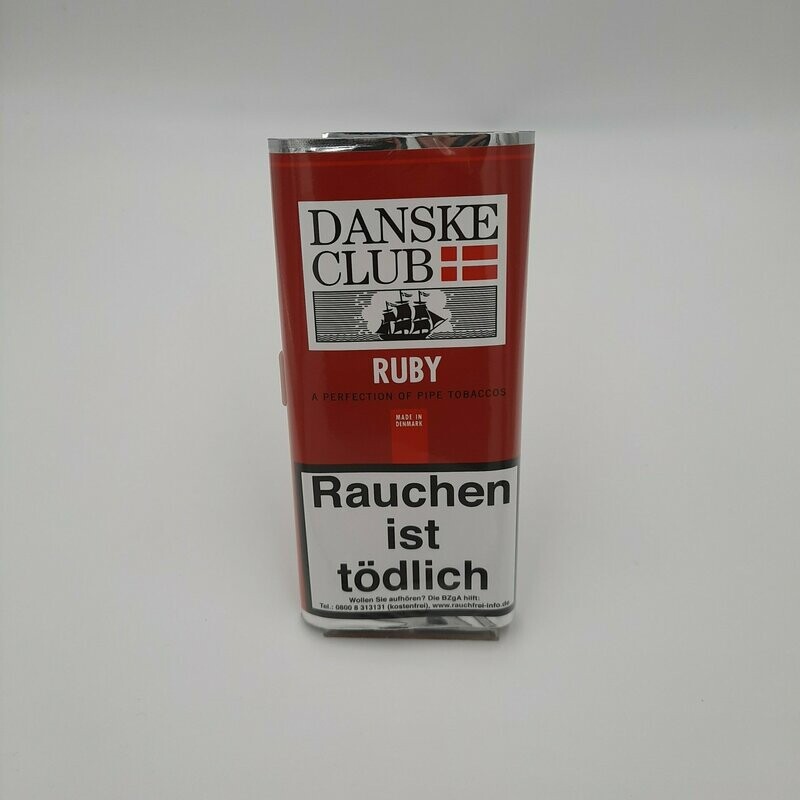 DANSKE
CLUB
RUBY
A PERFECTION OF PIPE TOBACCOS
MADE IN
DENMARK
Rauchen
ist
tödlich
Wollen Sie aufhören? Die BZgA hilft:
Tel.: 0800 8 313131 (kostenfrei), www.rauchfrei-info.de